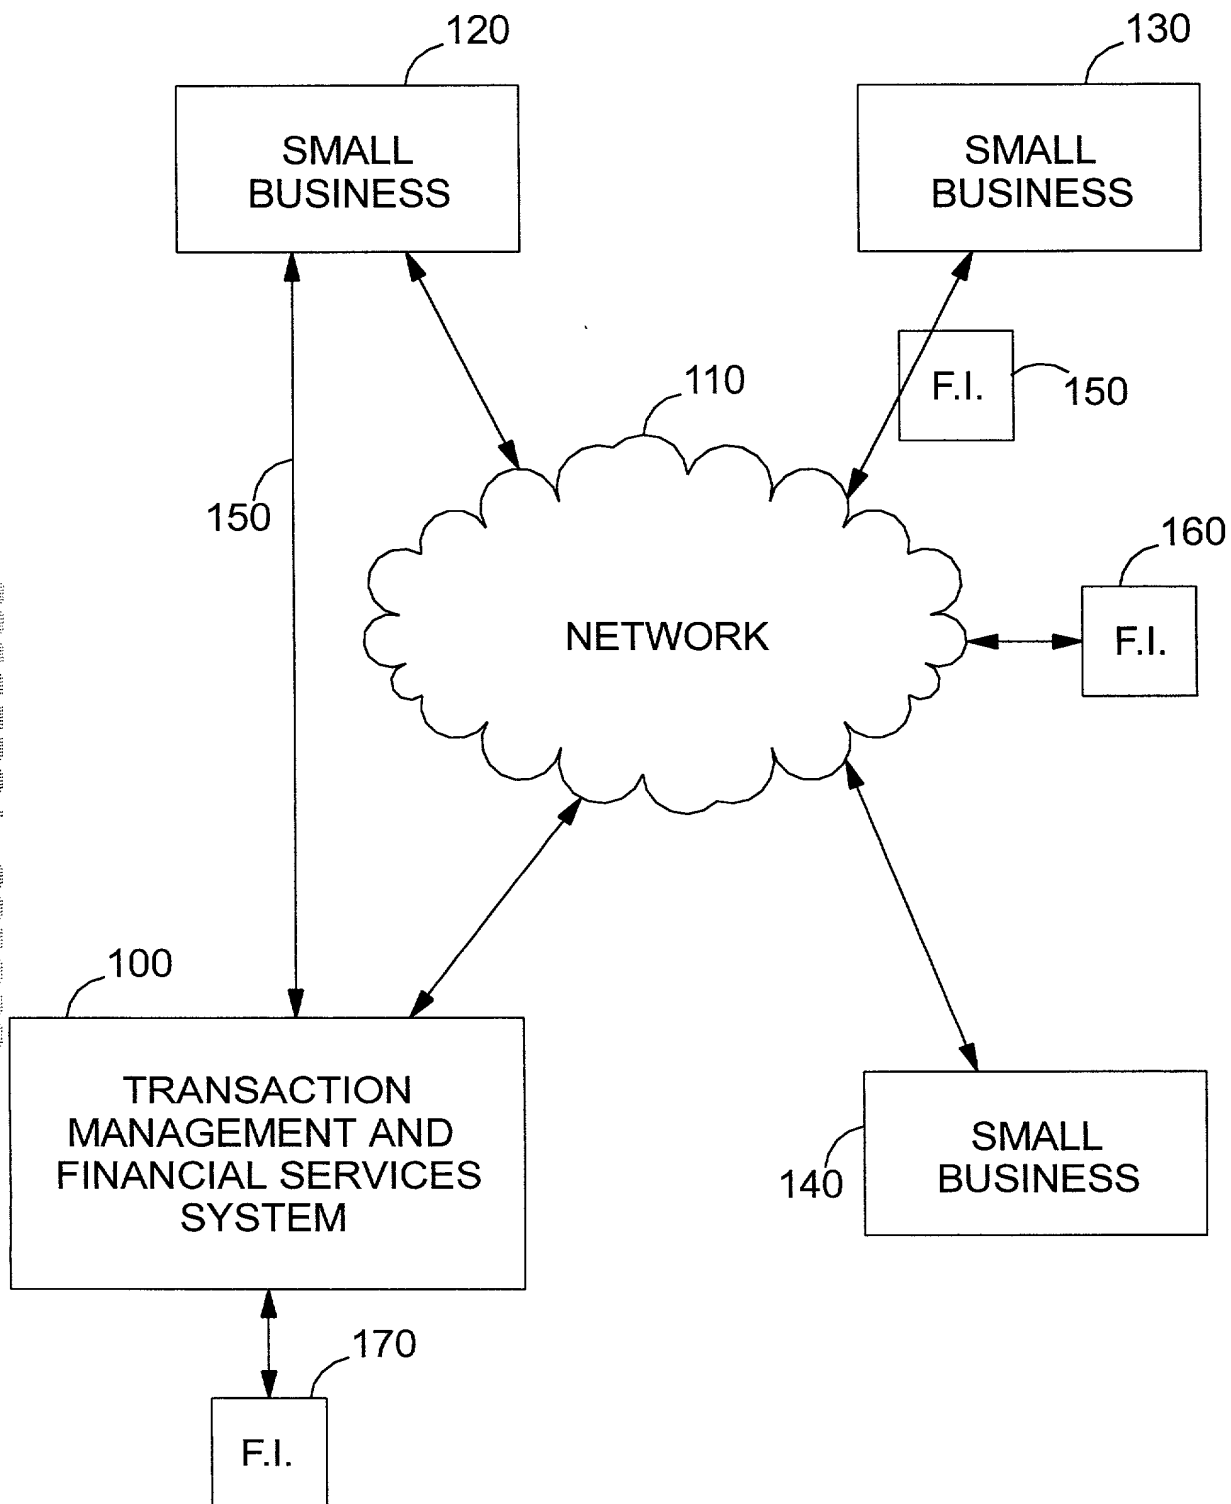 120
130
SMALL
BUSINESS
SMALL
BUSINESS
110
F.I.
150
150
160
NETWORK
F.I.
100
TRANSACTION
MANAGEMENT AND
FINANCIAL SERVICES
SYSTEM
SMALL
BUSINESS
140
170
F.I.